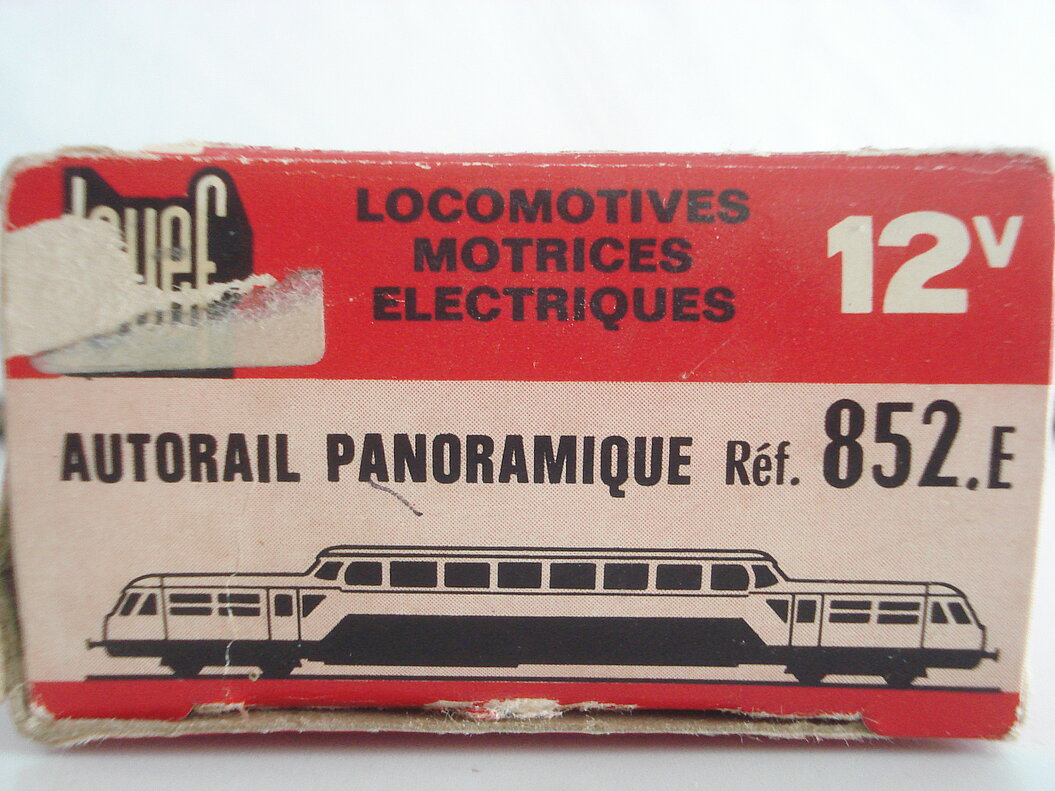 Jouef
LOCOMOTIVES
MOTRICES
ELECTRIQUES
12V
AUTORAIL PANORAMIQUE Réf. 852.E